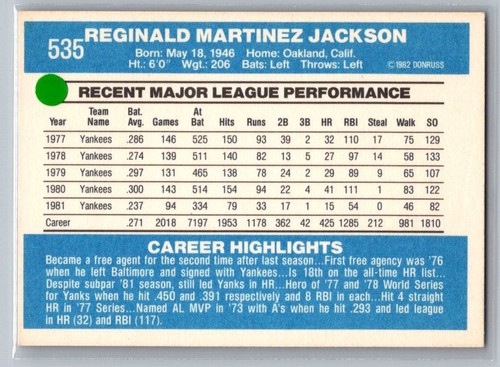 535
REGINALD MARTINEZ JACKSON
Born: May 18, 1946 Home: Oakland, Calif.
Ht.: 6'0" Wgt.: 206 Bats: Left Throws: Left
© 1982 DONRUSS
RECENT MAJOR LEAGUE PERFORMANCE
Year Team Name Bat. Avg. Games At Bat Hits Runs 2B 3B HR RBI Steal Walk SO
1977 Yankees .286 146 525 150 93 39 2 32 110 17 75 129
1978 Yankees .274 139 511 140 82 13 5 27 97 14 58 133
1979 Yankees .297 131 465 138 78 24 2 29 89 9 65 107
1980 Yankees .300 143 514 154 94 22 4 41 111 1 83 122
1981 Yankees .237 94 334 79 33 17 1 15 54 0 46 82
Career .271 2018 7197 1953 1178 362 42 425 1285 212 981 1810
CAREER HIGHLIGHTS
Became a free agent for the second time after last season...First free agency was '76
when he left Baltimore and signed with Yankees...Is 18th on the all-time HR list...
Despite subpar '81 season, still led Yanks in HR...Hero of '77 and '78 World Series
for Yanks when he hit .450 and .391 respectively and 8 RBI in each...Hit 4 straight
HR in '77 Series...Named AL MVP in '73 with A's when he hit .293 and led league
in HR (32) and RBI (117).